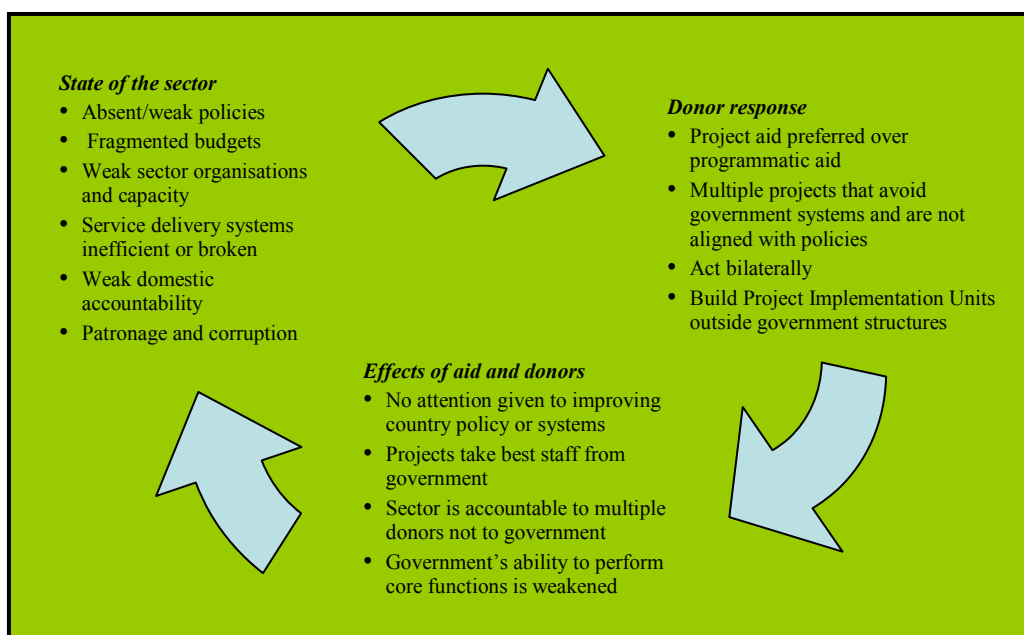 State of the sector
• Absent/weak policies
• Fragmented budgets
• Weak sector organisations
and capacity
• Service delivery systems
inefficient or broken
• Weak domestic
accountability
• Patronage and corruption
Donor response
• Project aid preferred over
programmatic aid
• Multiple projects that avoid
government systems and are not
aligned with policies
• Act bilaterally
• Build Project Implementation Units
outside government structures
Effects of aid and donors
• No attention given to improving
country policy or systems
• Projects take best staff from
government
• Sector is accountable to multiple
donors not to government
• Government’s ability to perform
core functions is weakened